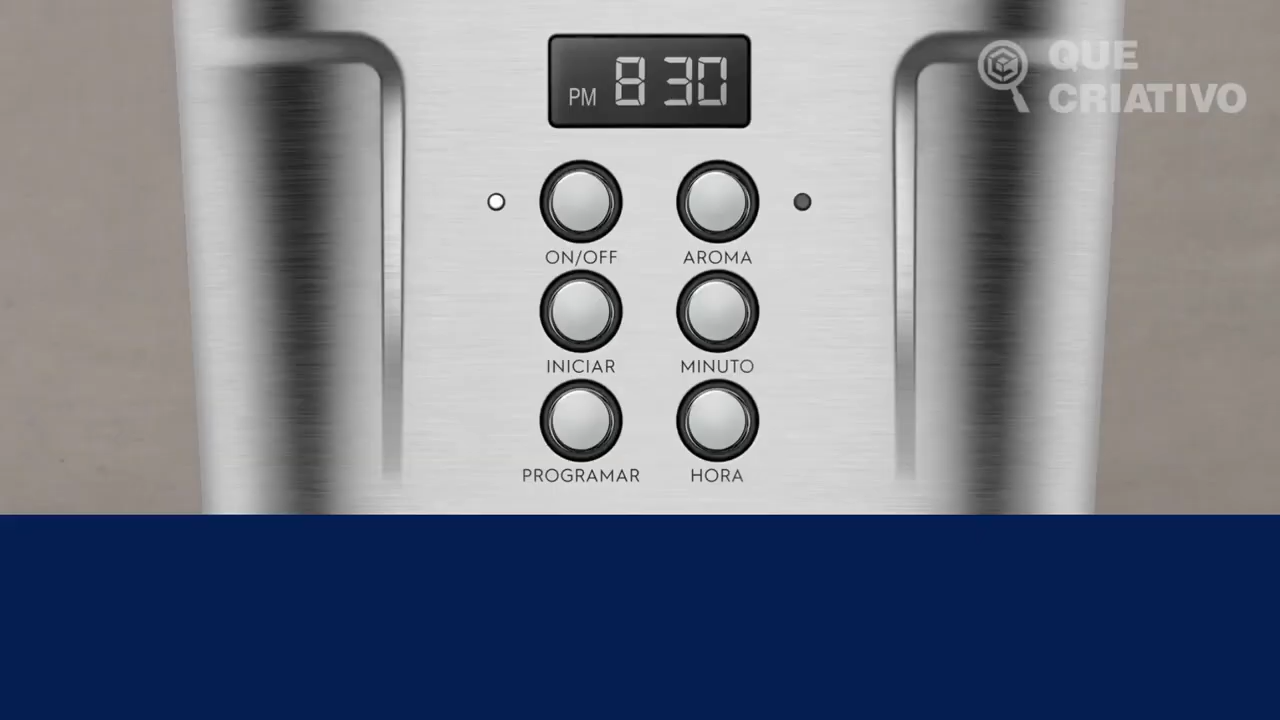 PM 8 30
QUE
CRIATIVO
ON/OFF AROMA
INICIAR MINUTO
PROGRAMAR HORA